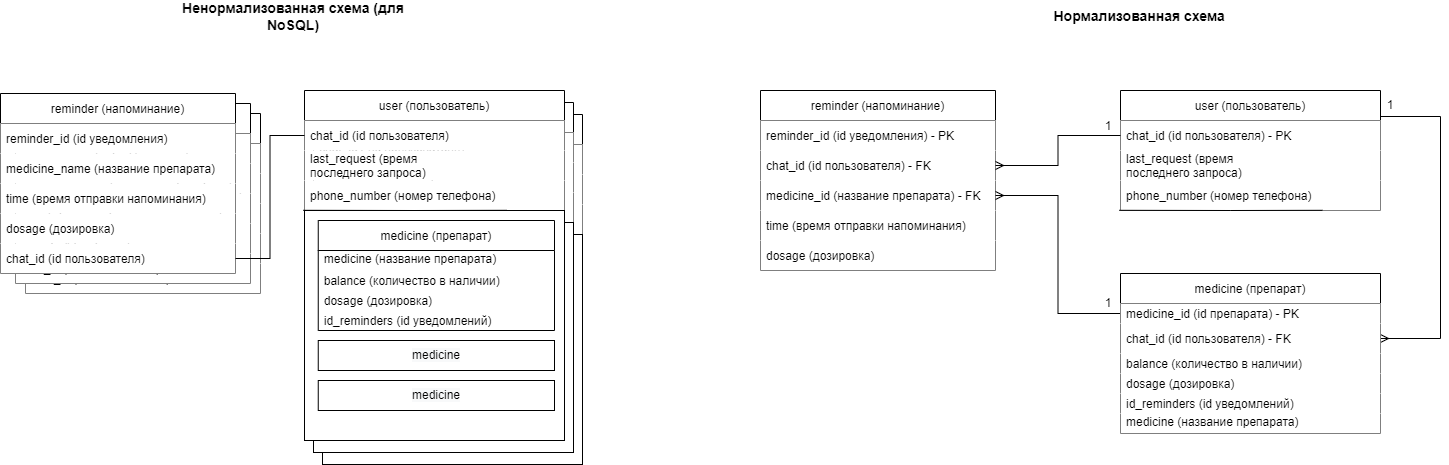 Ненормализованная схема (для
NoSQL)
reminder (напоминание)
reminder_id (id уведомления)
medicine_name (название препарата)
time (время отправки напоминания)
dosage (дозировка)
chat_id (id пользователя)
user (пользователь)
chat_id (id пользователя)
last_request (время
последнего запроса)
phone_number (номер телефона)
medicine (препарат)
medicine (название препарата)
balance (количество в наличии)
dosage (дозировка)
id_reminders (id уведомлений)
medicine
medicine
Нормализованная схема
reminder (напоминание)
reminder_id (id уведомления) - PK
chat_id (id пользователя) - FK
medicine_id (название препарата) - FK
time (время отправки напоминания)
dosage (дозировка)
1
1
user (пользователь)
chat_id (id пользователя) - PK
last_request (время
последнего запроса)
phone_number (номер телефона)
1
medicine (препарат)
medicine_id (id препарата) - PK
chat_id (id пользователя) - FK
balance (количество в наличии)
dosage (дозировка)
id_reminders (id уведомлений)
medicine (название препарата)